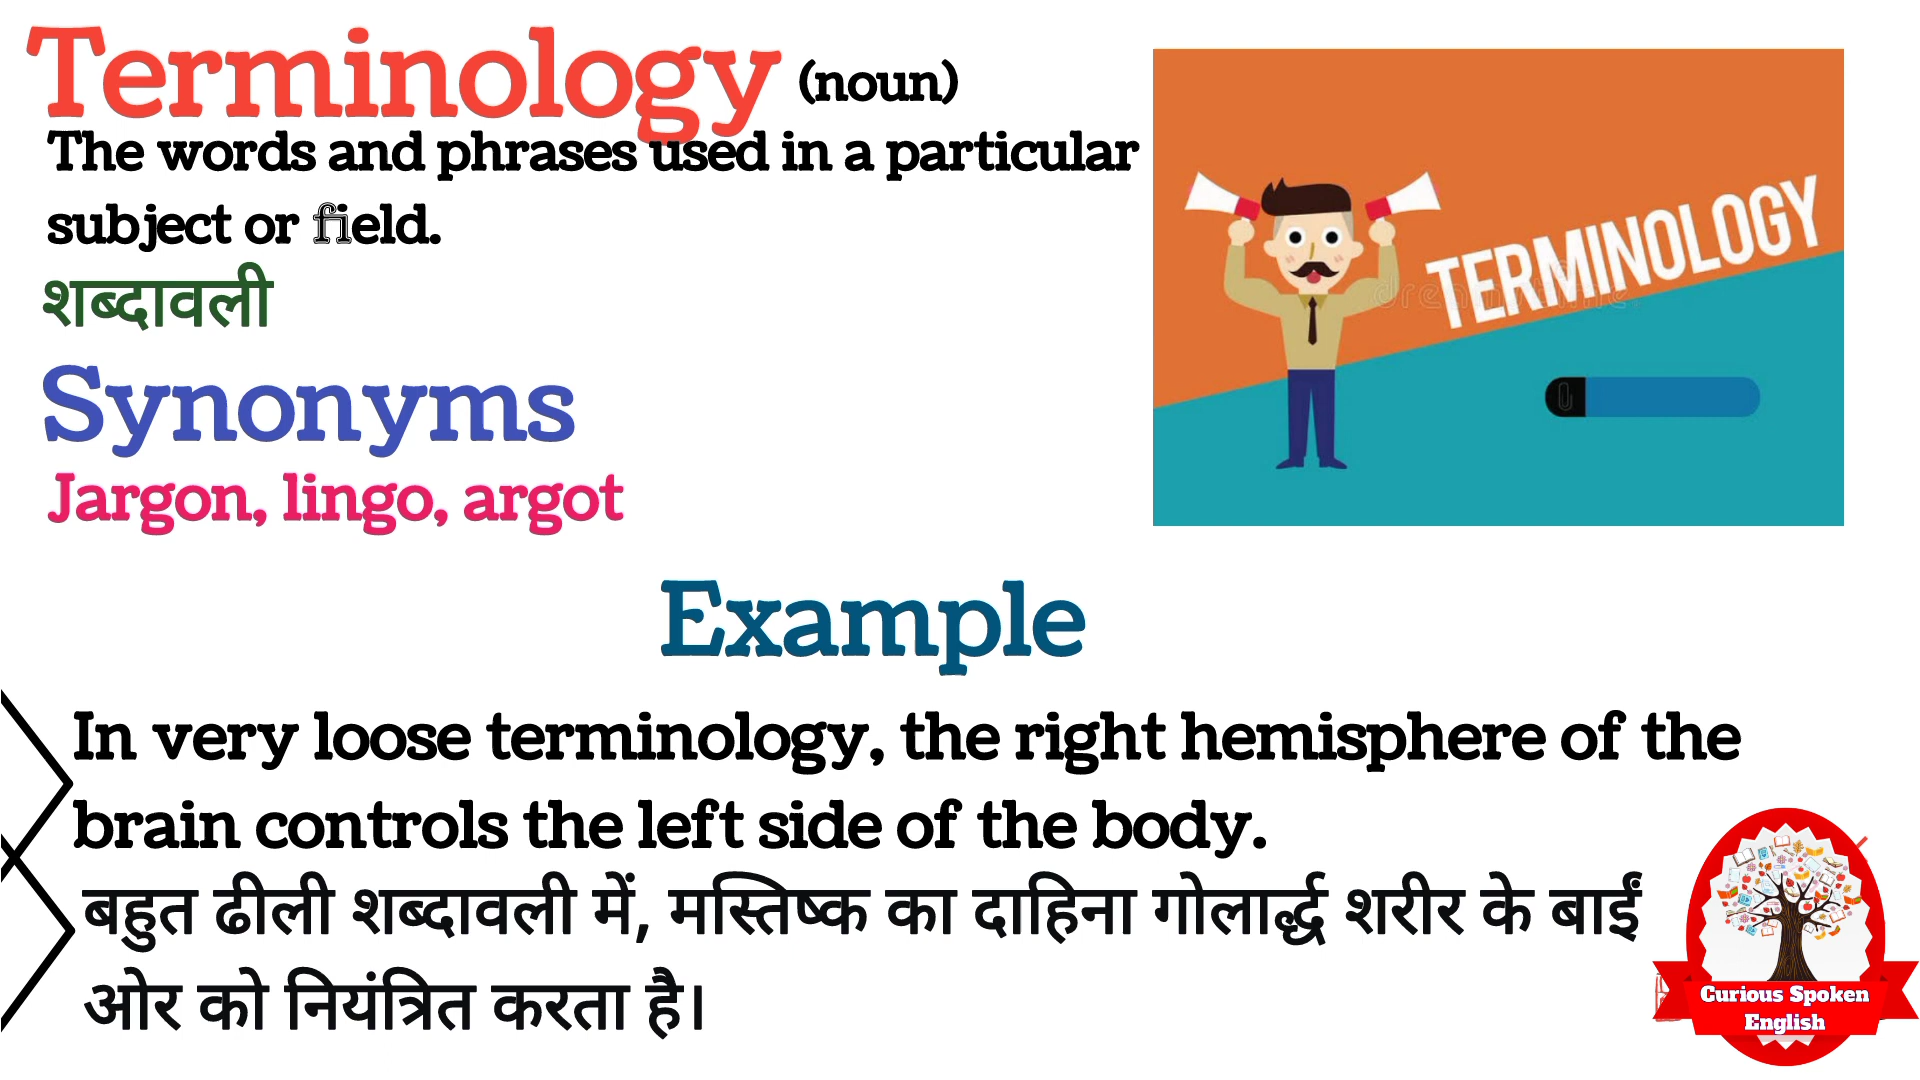 Terminology (noun)
The words and phrases used in a particular
subject or field.
शब्दावली
Synonyms
Jargon, lingo, argot
TERMINOLOGY
dreamstime
Example
In very loose terminology, the right hemisphere of the
brain controls the left side of the body.
बहुत ढीली शब्दावली में, मस्तिष्क का दाहिना गोलार्द्ध शरीर के बाईं
ओर को नियंत्रित करता है।
Curious Spoken
English